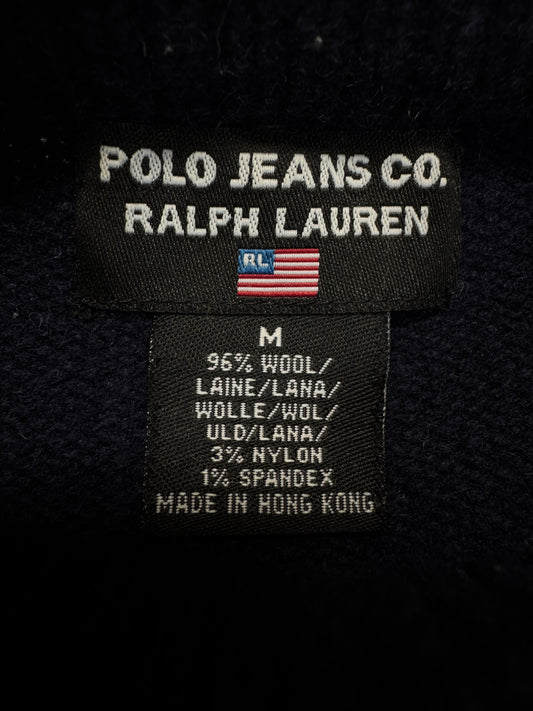 POLO JEANS CO.
RALPH LAUREN
RL
M
96% WOOL/
LAINE/LANA/
WOLLE/WOL/
ULD/LANA/
3% NYLON
1% SPANDEX
MADE IN HONG KONG